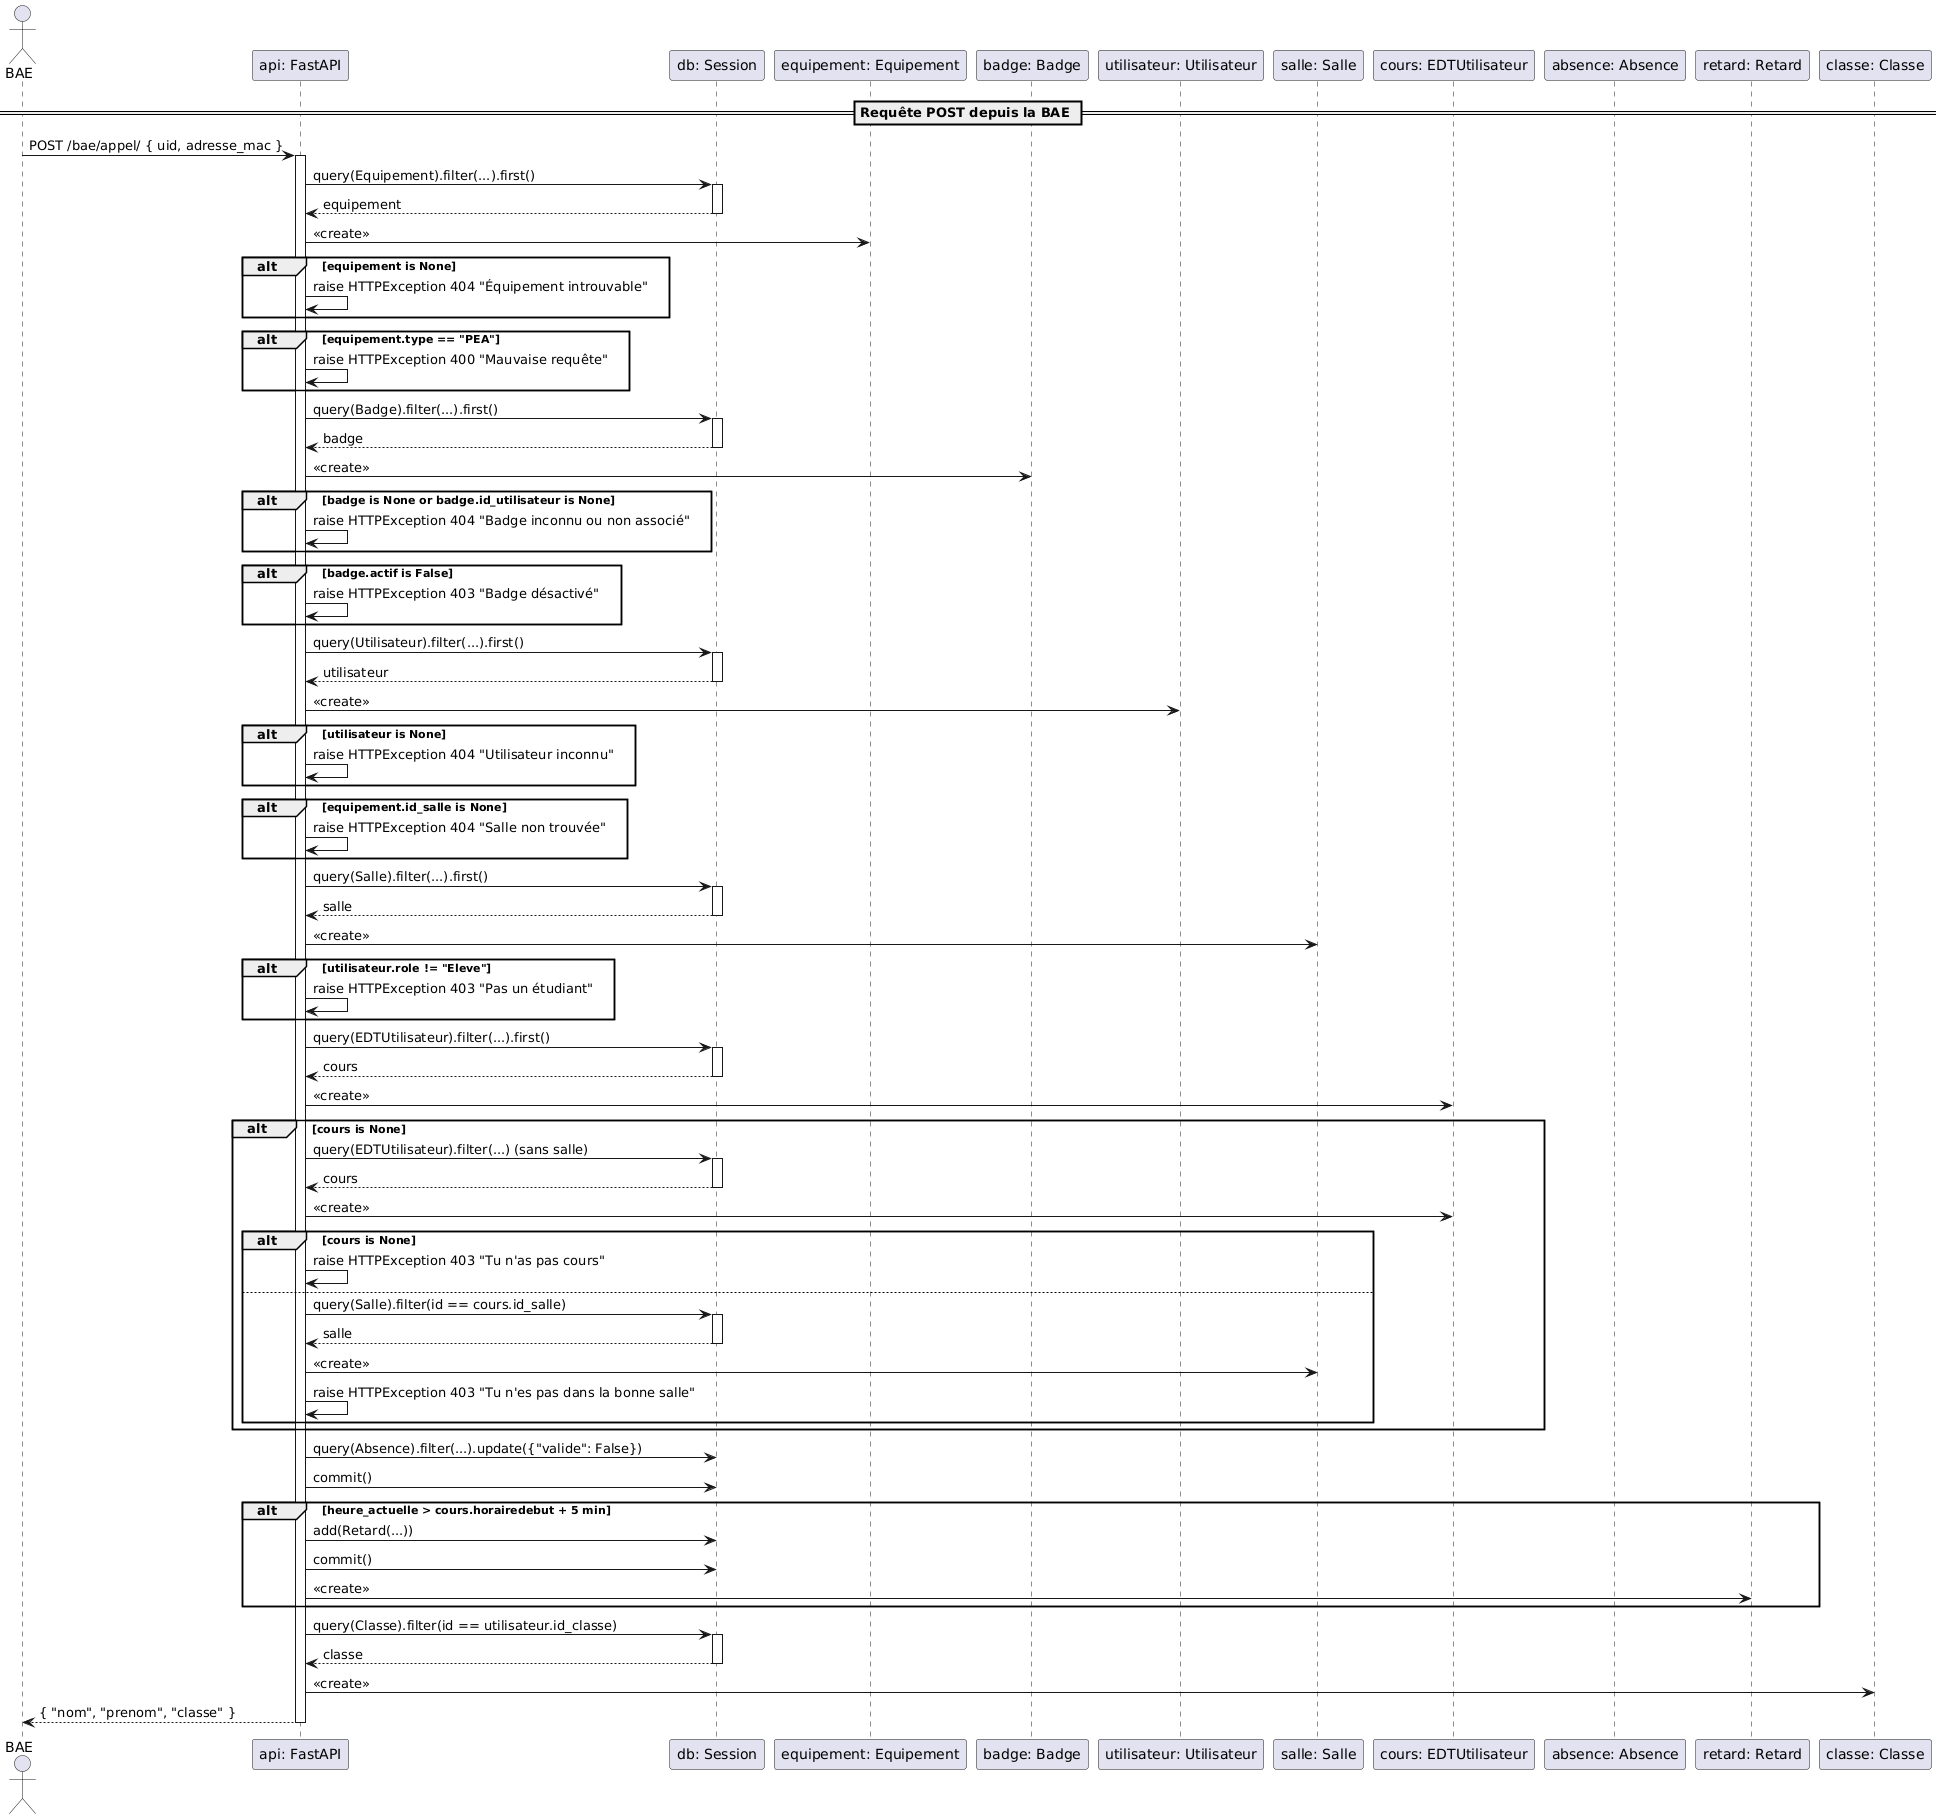 BAE
api: FastAPI
db: Session
equipement: Equipement
badge: Badge
utilisateur: Utilisateur
salle: Salle
cours: EDTUtilisateur
absence: Absence
retard: Retard
classe: Classe
Requête POST depuis la BAE
POST /bae/appel/ { uid, adresse_mac }
query(Equipement).filter(...).first()
equipement
«create»
alt [equipement is None]
raise HTTPException 404 "Équipement introuvable"
alt [equipement.type == "PEA"]
raise HTTPException 400 "Mauvaise requête"
query(Badge).filter(...).first()
badge
«create»
alt [badge is None or badge.id_utilisateur is None]
raise HTTPException 404 "Badge inconnu ou non associé"
alt [badge.actif is False]
raise HTTPException 403 "Badge désactivé"
query(Utilisateur).filter(...).first()
utilisateur
«create»
alt [utilisateur is None]
raise HTTPException 404 "Utilisateur inconnu"
alt [equipement.id_salle is None]
raise HTTPException 404 "Salle non trouvée"
query(Salle).filter(...).first()
salle
«create»
alt [utilisateur.role != "Eleve"]
raise HTTPException 403 "Pas un étudiant"
query(EDTUtilisateur).filter(...).first()
cours
«create»
alt [cours is None]
query(EDTUtilisateur).filter(...) (sans salle)
cours
«create»
alt [cours is None]
raise HTTPException 403 "Tu n'as pas cours"
query(Salle).filter(id == cours.id_salle)
salle
«create»
raise HTTPException 403 "Tu n'es pas dans la bonne salle"
query(Absence).filter(...).update({"valide": False})
commit()
alt [heure_actuelle > cours.horairedebut + 5 min]
add(Retard(...))
commit()
«create»
query(Classe).filter(id == utilisateur.id_classe)
classe
«create»
{ "nom", "prenom", "classe" }
BAE
api: FastAPI
db: Session
equipement: Equipement
badge: Badge
utilisateur: Utilisateur
salle: Salle
cours: EDTUtilisateur
absence: Absence
retard: Retard
classe: Classe